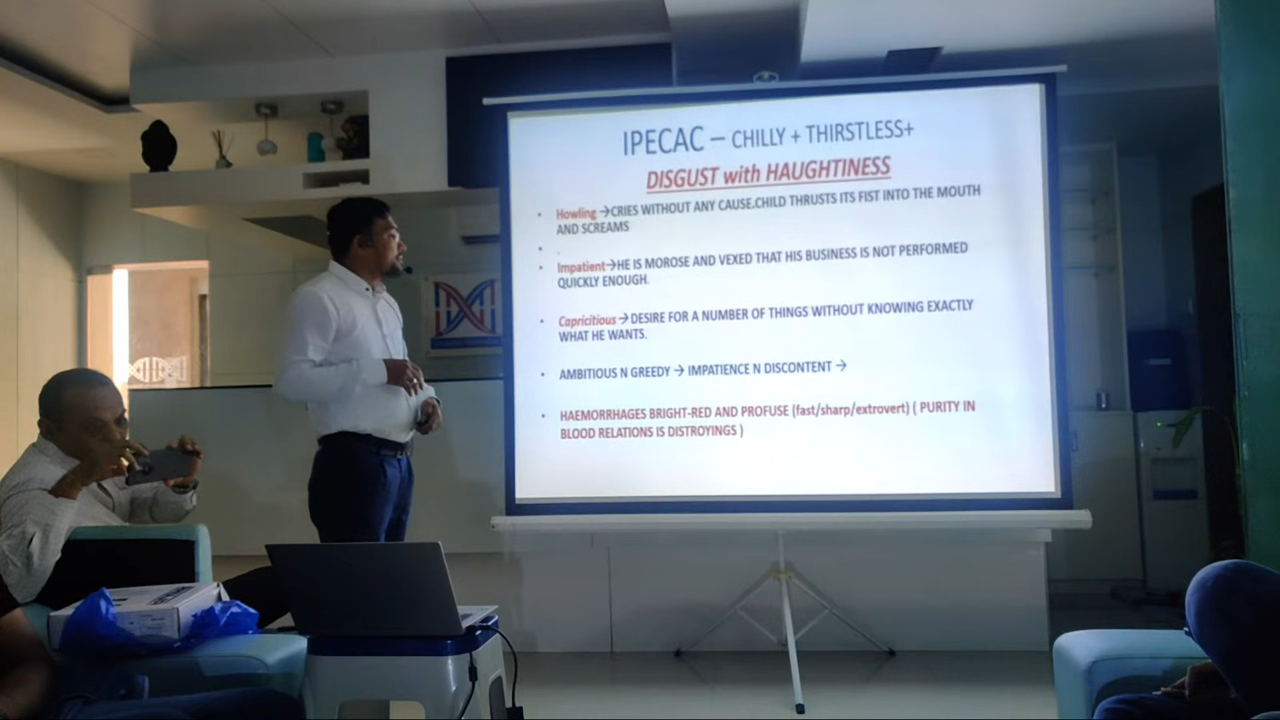 IPECAC – CHILLY + THIRSTLESS+
DISGUST with HAUGHTINESS
• Howling →CRIES WITHOUT ANY CAUSE.CHILD THRUSTS ITS FIST INTO THE MOUTH
AND SCREAMS
• .
• Impatient→HE IS MOROSE AND VEXED THAT HIS BUSINESS IS NOT PERFORMED
QUICKLY ENOUGH.
• Capricitious →DESIRE FOR A NUMBER OF THINGS WITHOUT KNOWING EXACTLY
WHAT HE WANTS.
• AMBITIOUS N GREEDY → IMPATIENCE N DISCONTENT →
• HAEMORRHAGES BRIGHT-RED AND PROFUSE (fast/sharp/extrovert) ( PURITY IN
BLOOD RELATIONS IS DISTROYINGS )